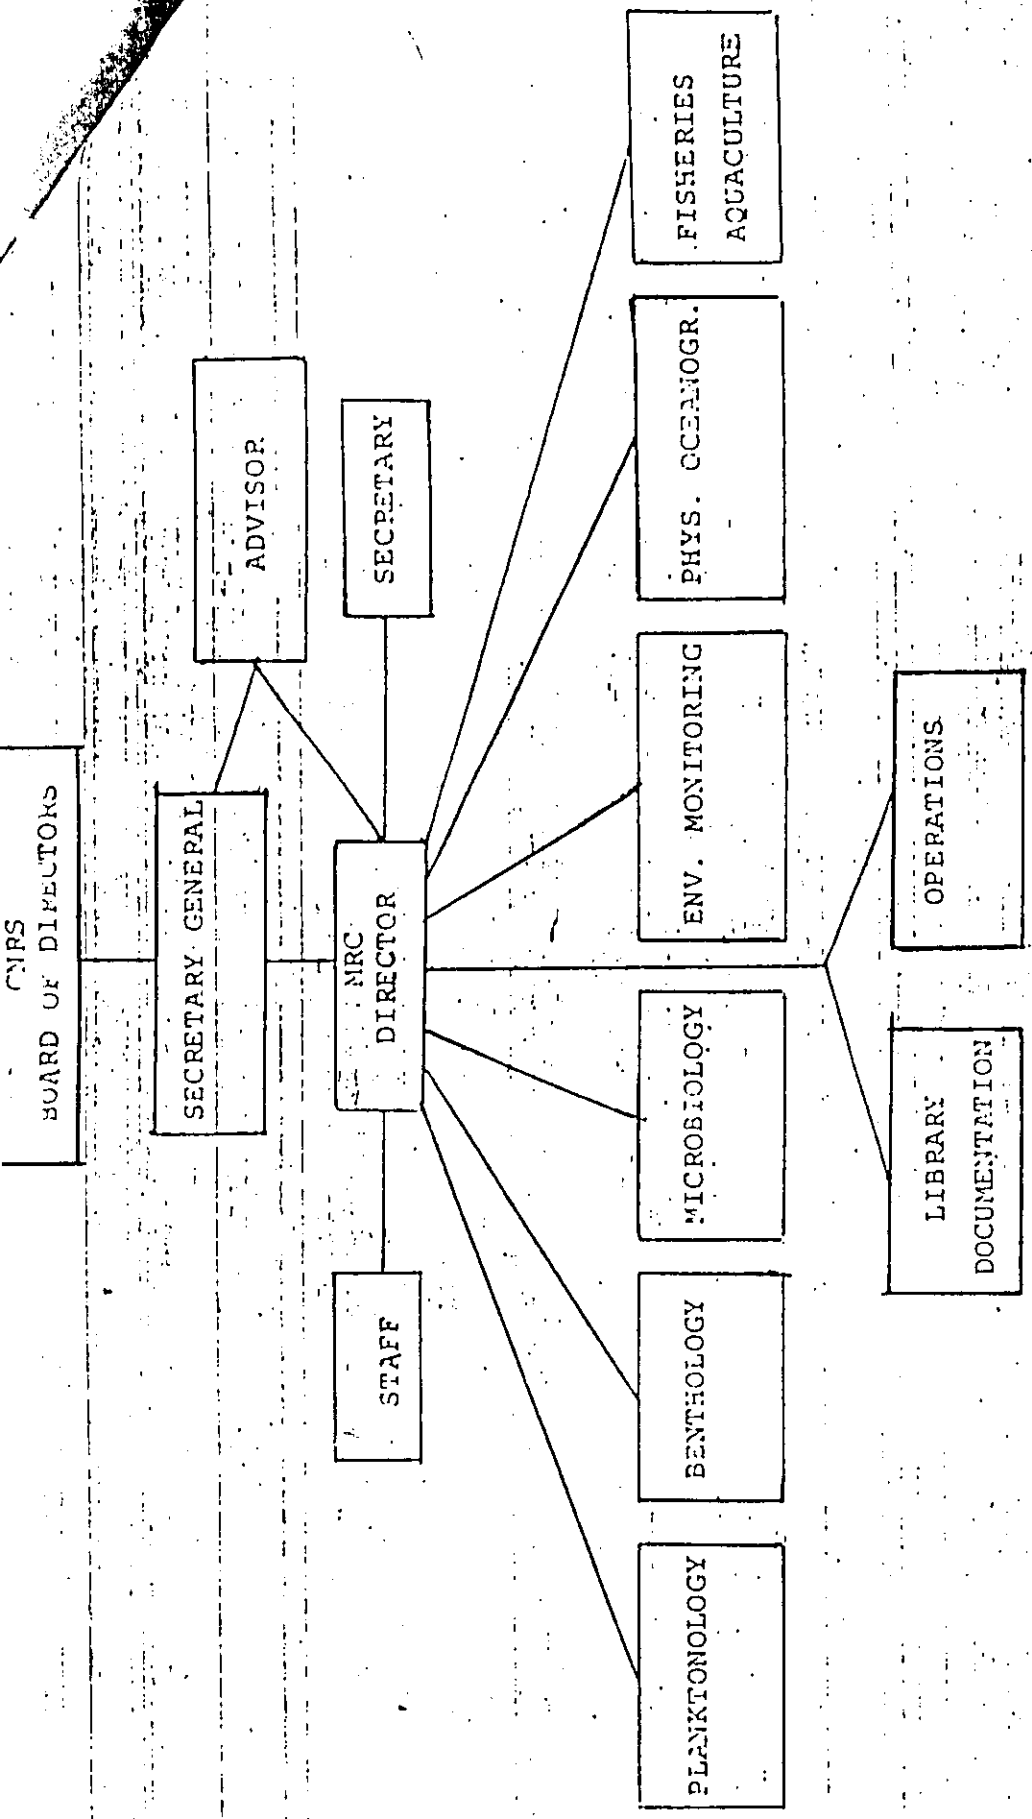 CNRS
BOARD OF DIRECTORS
SECRETARY GENERAL
ADVISOR
STAFF
MRC
DIRECTOR
SECRETARY
PLANKTONOLOGY
BENTHOLOGY
MICROBIOLOGY
ENV. MONITORING
PHYS. OCEANOGR.
FISHERIES
AQUACULTURE
LIBRARY
DOCUMENTATION
OPERATIONS